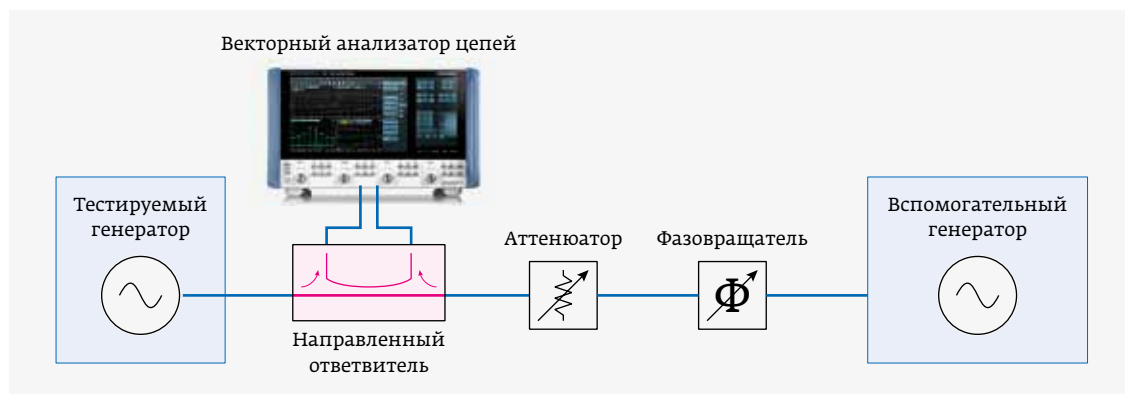 Векторный анализатор цепей
Тестируемый
генератор
Аттенюатор
Фазовращатель
Вспомогательный
генератор
Ф
Направленный
ответвитель